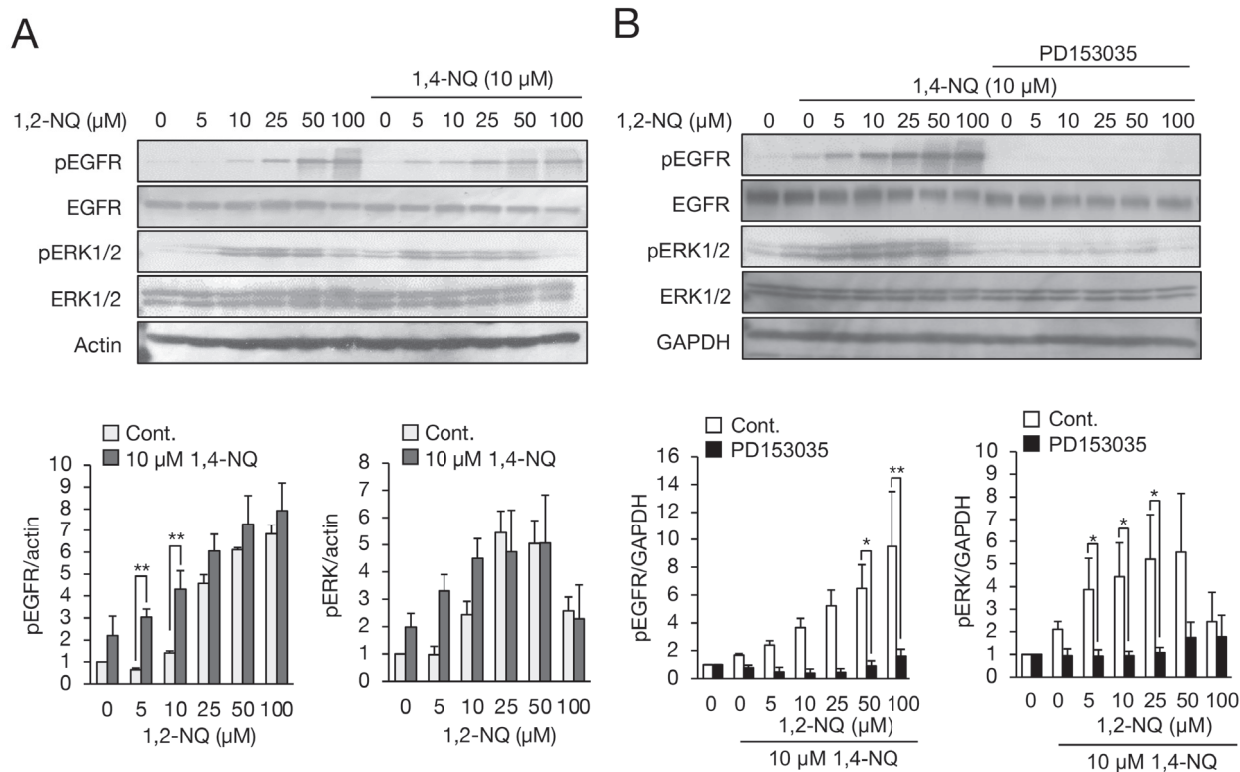 A
1,4-NQ (10 µM)
1,2-NQ (µM) 0 5 10 25 50 100 0 5 10 25 50 100
pEGFR
EGFR
pERK1/2
ERK1/2
Actin
Cont.
10 µM 1,4-NQ
pEGFR/actin
10
9
8
7
6
5
4
3
2
1
0
** **
0 5 10 25 50 100
1,2-NQ (µM)
Cont.
10 µM 1,4-NQ
pERK/actin
8
7
6
5
4
3
2
1
0
0 5 10 25 50 100
1,2-NQ (µM)
B
PD153035
1,4-NQ (10 µM)
1,2-NQ (µM) 0 0 5 10 25 50 100 0 5 10 25 50 100
pEGFR
EGFR
pERK1/2
ERK1/2
GAPDH
Cont.
PD153035
pEGFR/GAPDH
16
14
12
10
8
6
4
2
0
* **
0 0 5 10 25 50 100
1,2-NQ (µM)
10 µM 1,4-NQ
Cont.
PD153035
pERK/GAPDH
10
9
8
7
6
5
4
3
2
1
0
* * *
0 0 5 10 25 50 100
1,2-NQ (µM)
10 µM 1,4-NQ